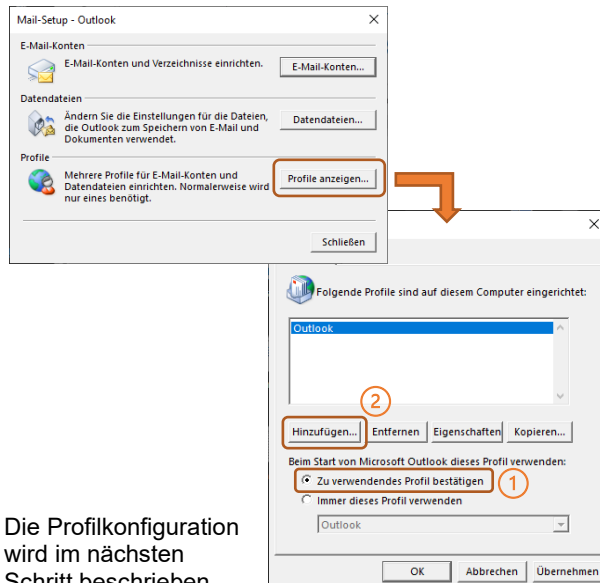 Mail-Setup - Outlook
E-Mail-Konten
E-Mail-Konten und Verzeichnisse einrichten.
E-Mail-Konten...
Datendateien
Ändern Sie die Einstellungen für die Dateien,
die Outlook zum Speichern von E-Mail und
Dokumenten verwendet.
Datendateien...
Profile
Mehrere Profile für E-Mail-Konten und
Datendateien einrichten. Normalerweise wird
nur eines benötigt.
Profile anzeigen...
Schließen
Folgende Profile sind auf diesem Computer eingerichtet:
Outlook
2
Hinzufügen... Entfernen Eigenschaften Kopieren...
Beim Start von Microsoft Outlook dieses Profil verwenden:
Zu verwendendes Profil bestätigen 1
Immer dieses Profil verwenden
Outlook
OK Abbrechen Übernehmen
Die Profilkonfiguration
wird im nächsten
Schritt beschrieben